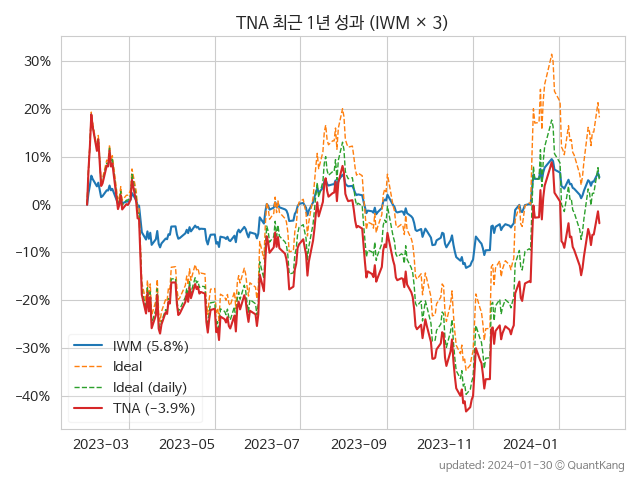 TNA 최근 1년 성과 (IWM × 3)
30%
20%
10%
0%
−10%
−20%
−30%
−40%
IWM (5.8%)
Ideal
Ideal (daily)
TNA (−3.9%)
2023−03
2023−05
2023−07
2023−09
2023−11
2024−01
updated: 2024-01-30 ⓒ QuantKang